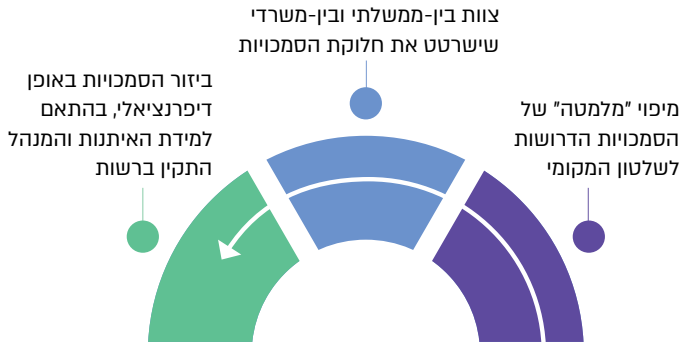 מיפוי "מלמטה" של
הסמכויות הדרושות
לשלטון המקומי
צוות בין-ממשלתי ובין-משרדי
שישרטט את חלוקת הסמכויות
ביזור הסמכויות באופן
דיפרנציאלי, בהתאם
למידת האיתנות והמנהל
התקין ברשות